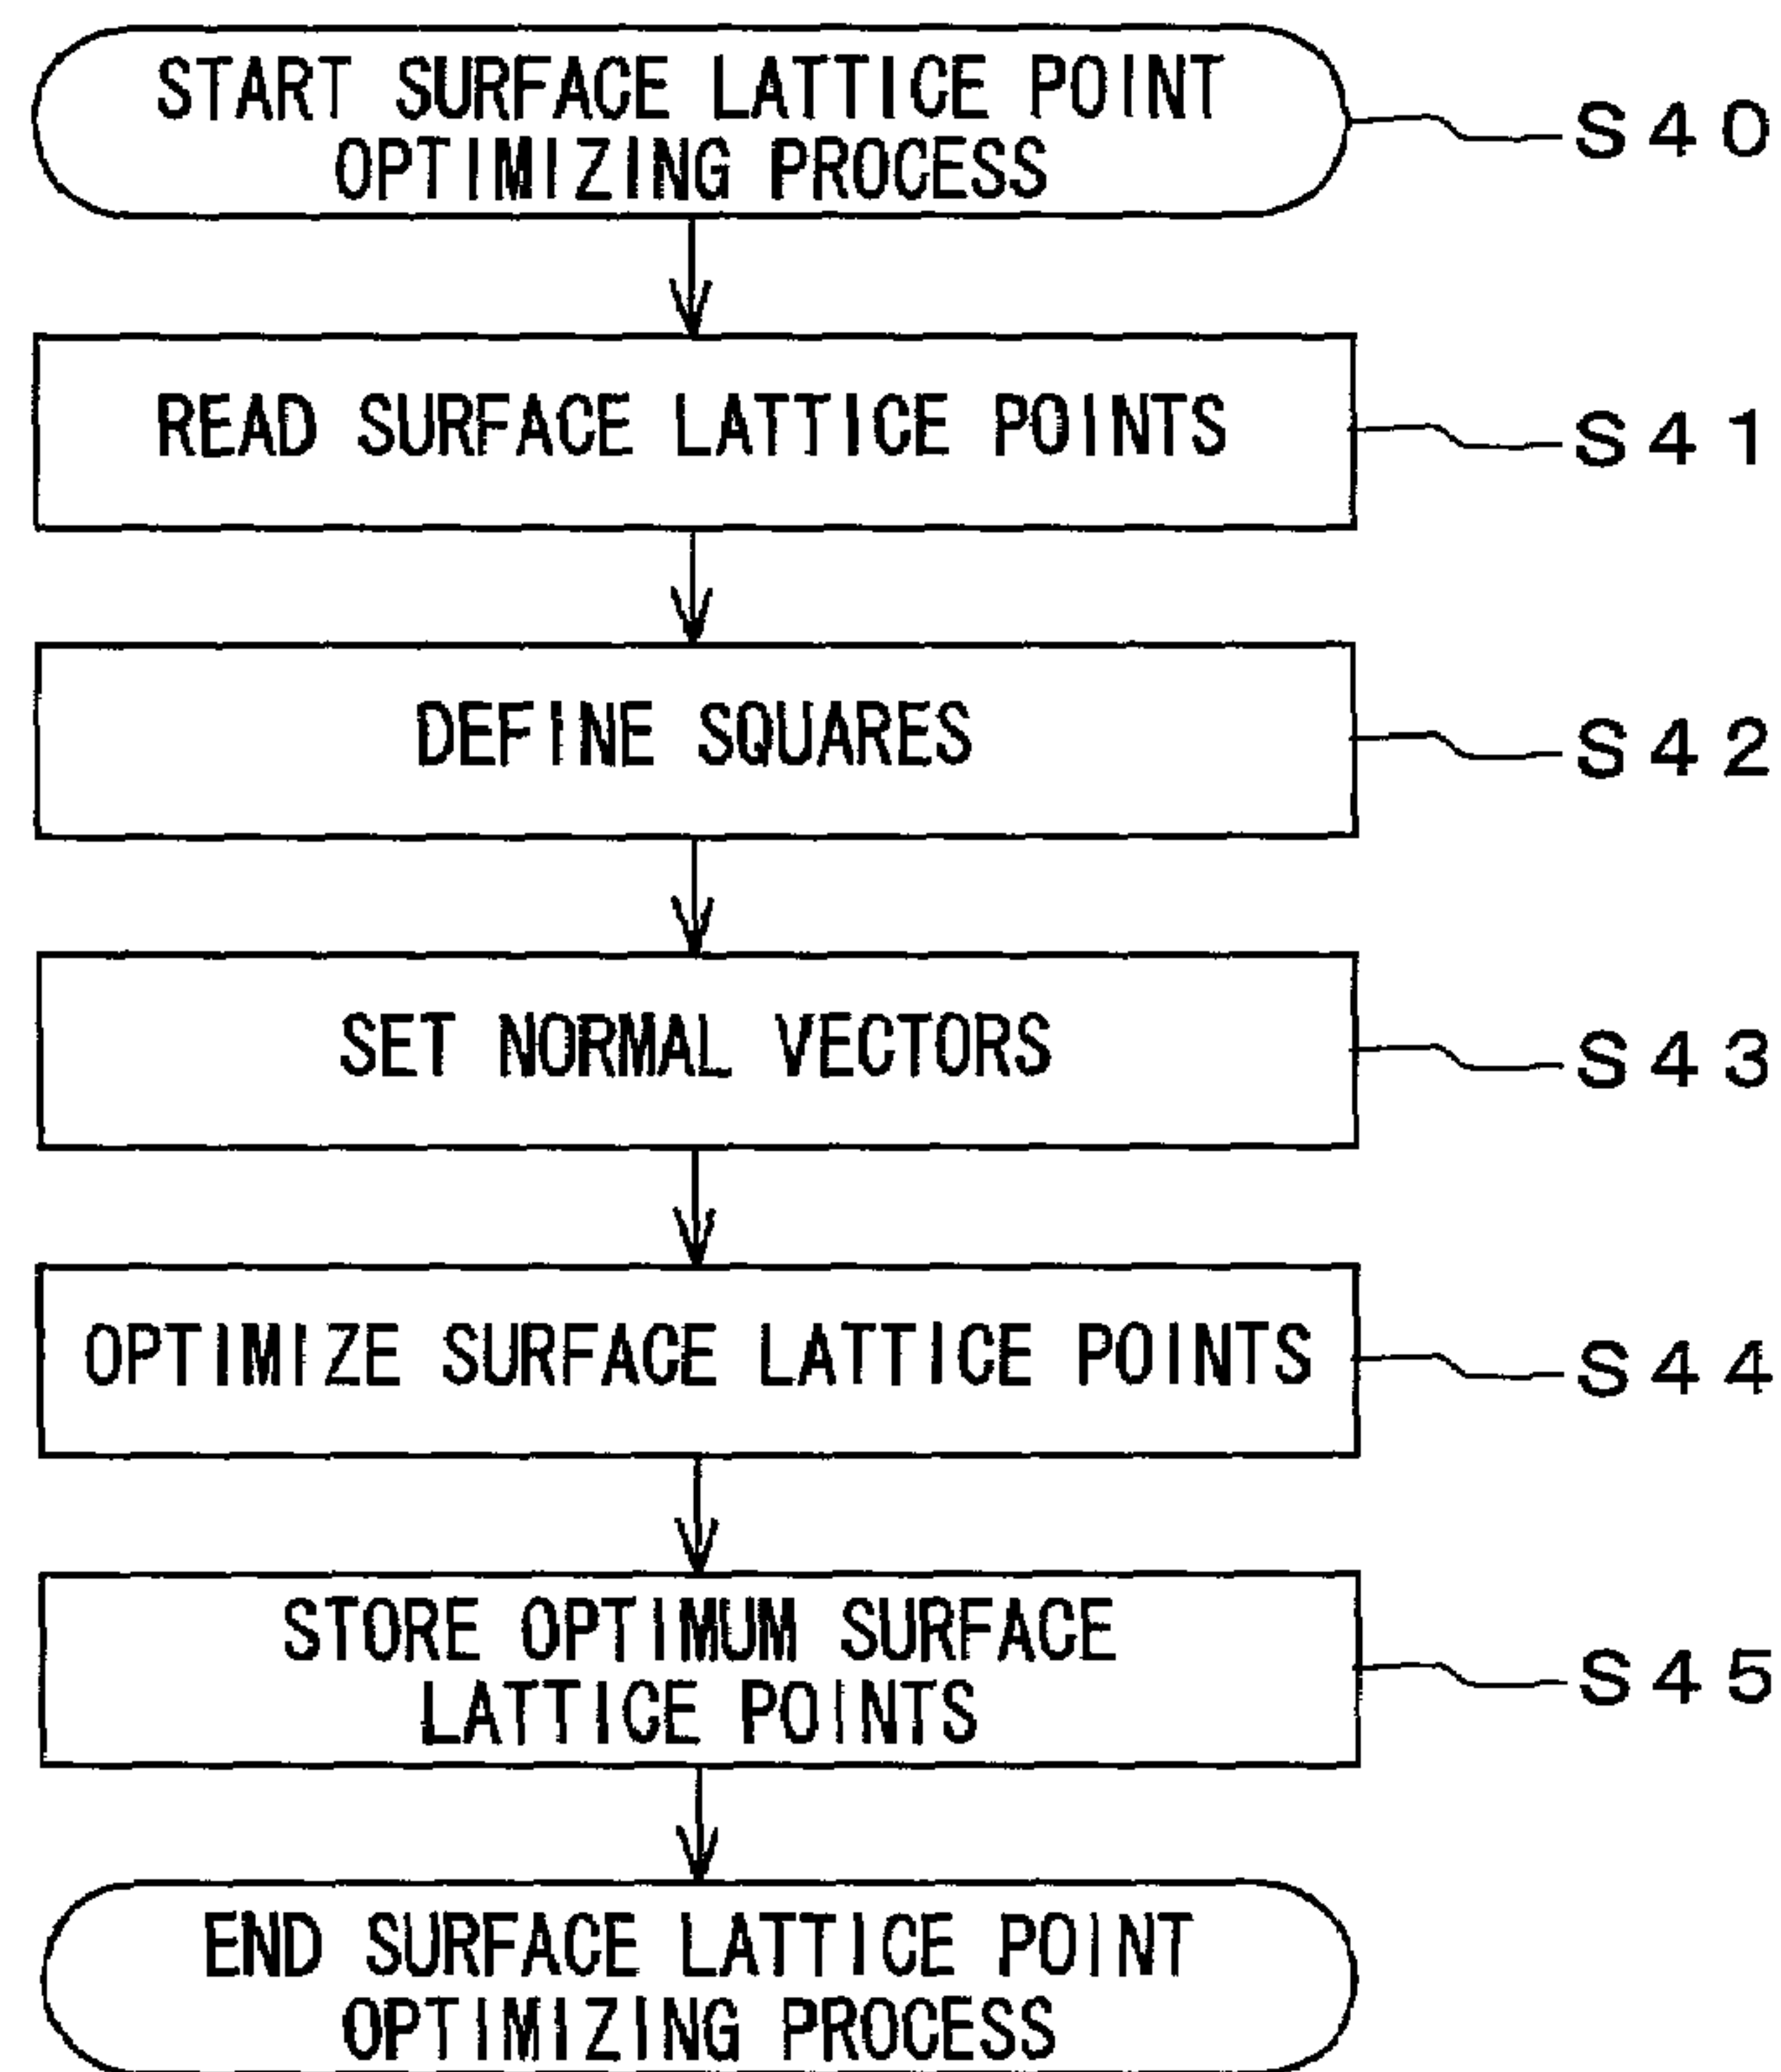 START SURFACE LATTICE POINT
OPTIMIZING PROCESS
S40
READ SURFACE LATTICE POINTS
S41
DEFINE SQUARES
S42
SET NORMAL VECTORS
S43
OPTIMIZE SURFACE LATTICE POINTS
S44
STORE OPTIMUM SURFACE
LATTICE POINTS
S45
END SURFACE LATTICE POINT
OPTIMIZING PROCESS